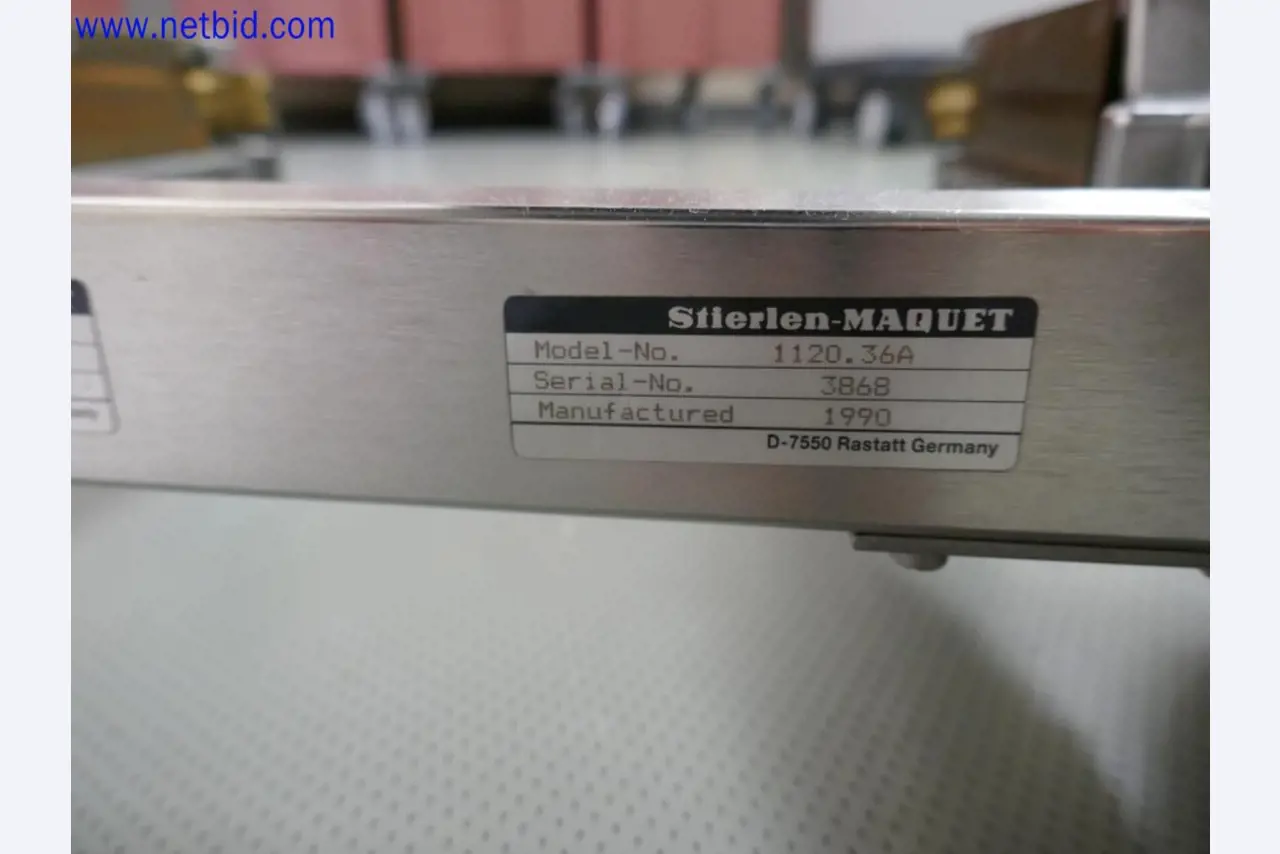 www.netbid.com
Stierlen-MAQUET
Model-No. 1120.36A
Serial-No. 3868
Manufactured 1990
D-7550 Rastatt Germany